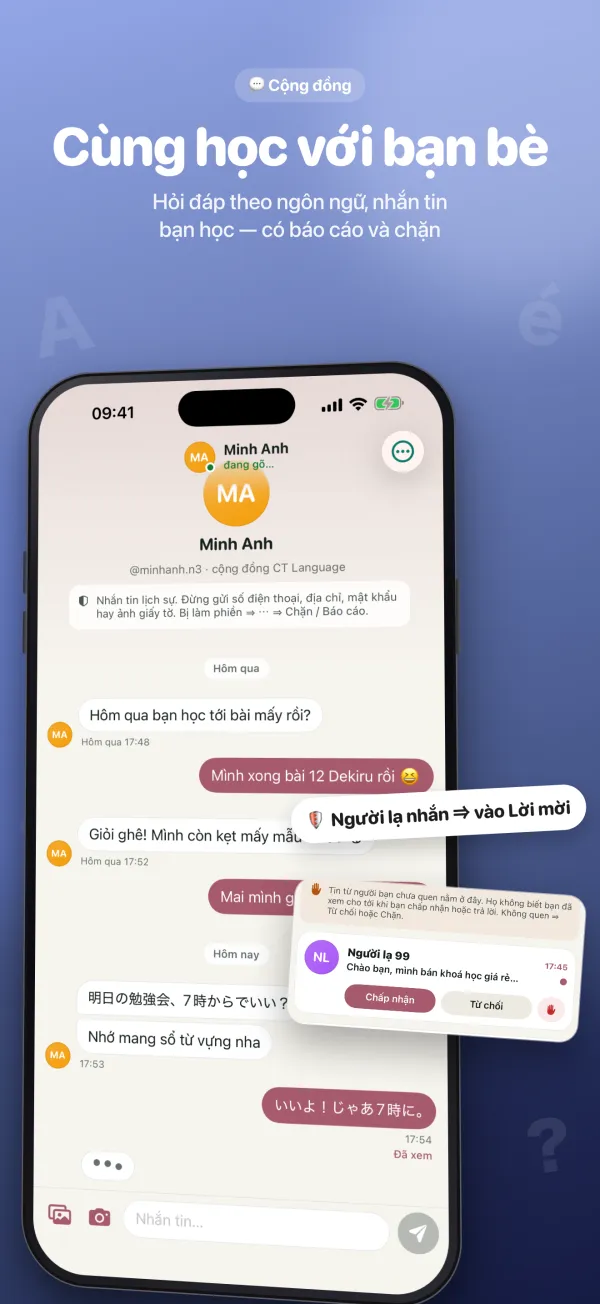 💬 Cộng đồng
Cùng học với bạn bè
Hỏi đáp theo ngôn ngữ, nhắn tin
bạn học — có báo cáo và chặn
A
é
09:41
MA
Minh Anh
đang gõ...
MA
Minh Anh
@minhanh.n3 · cộng đồng CT Language
Nhắn tin lịch sự. Đừng gửi số điện thoại, địa chỉ, mật khẩu
hay ảnh giấy tờ. Bị làm phiền ⇒ ⋯ ⇒ Chặn / Báo cáo.
Hôm qua
Hôm qua bạn học tới bài mấy rồi?
MA
Hôm qua 17:48
Mình xong bài 12 Dekiru rồi 😆
Người lạ nhắn ⇒ vào Lời mời
Giỏi ghê! Mình còn kẹt mấy mẫu
MA
Hôm qua 17:52
Mai mình
Tin từ người bạn chưa quen nằm ở đây. Họ không biết bạn đã
xem cho tới khi bạn chấp nhận hoặc trả lời. Không quen ⇒
Từ chối hoặc Chặn.
NL
Người lạ 99
17:45
Chào bạn, mình bán khoá học giá rẻ...
Chấp nhận
Từ chối
Hôm nay
明日の勉強会、7時からでいい？
Nhớ mang sổ từ vựng nha
MA
17:53
いいよ！じゃあ7時に。
17:54
Đã xem
?
Nhắn tin...